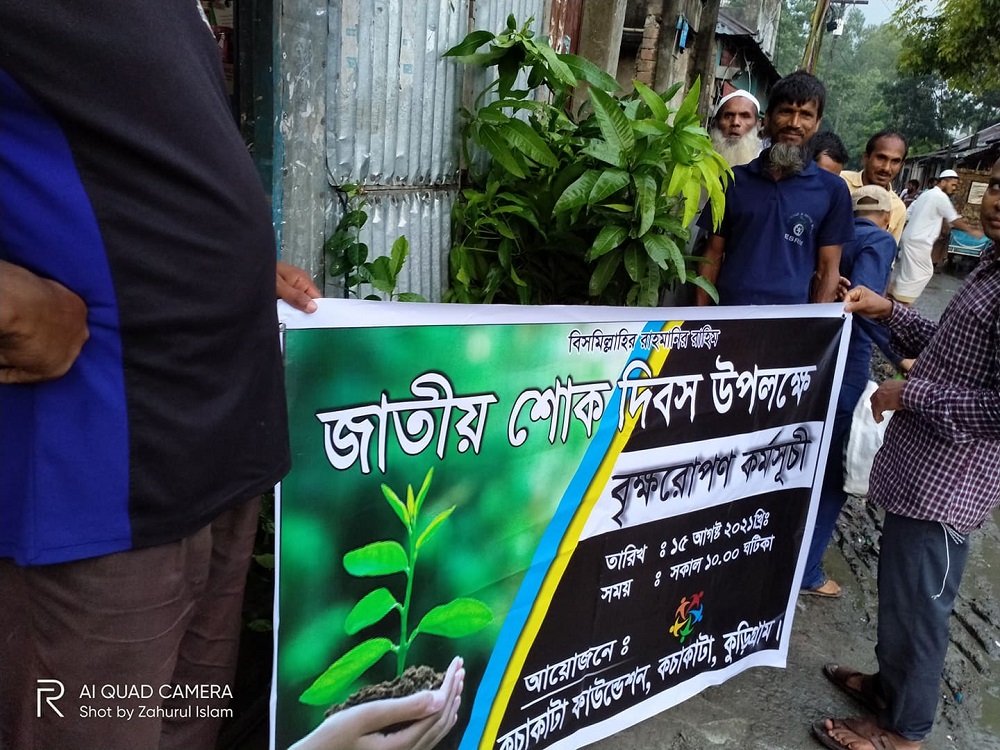 বিসমিল্লাহির রাহমানির রাহিম
জাতীয় শোক দিবস উপলক্ষে
বৃক্ষরোপণ কর্মসূচী
তারিখ : ১৫ আগষ্ট ২০২১খ্রিঃ
সময় : সকাল ১০.০০ ঘটিকা
আয়োজনে :
কচাকাটা ফাউন্ডেশন, কচাকাটা, কুড়িগ্রাম।
R
AI QUAD CAMERA
Shot by Zahurul Islam